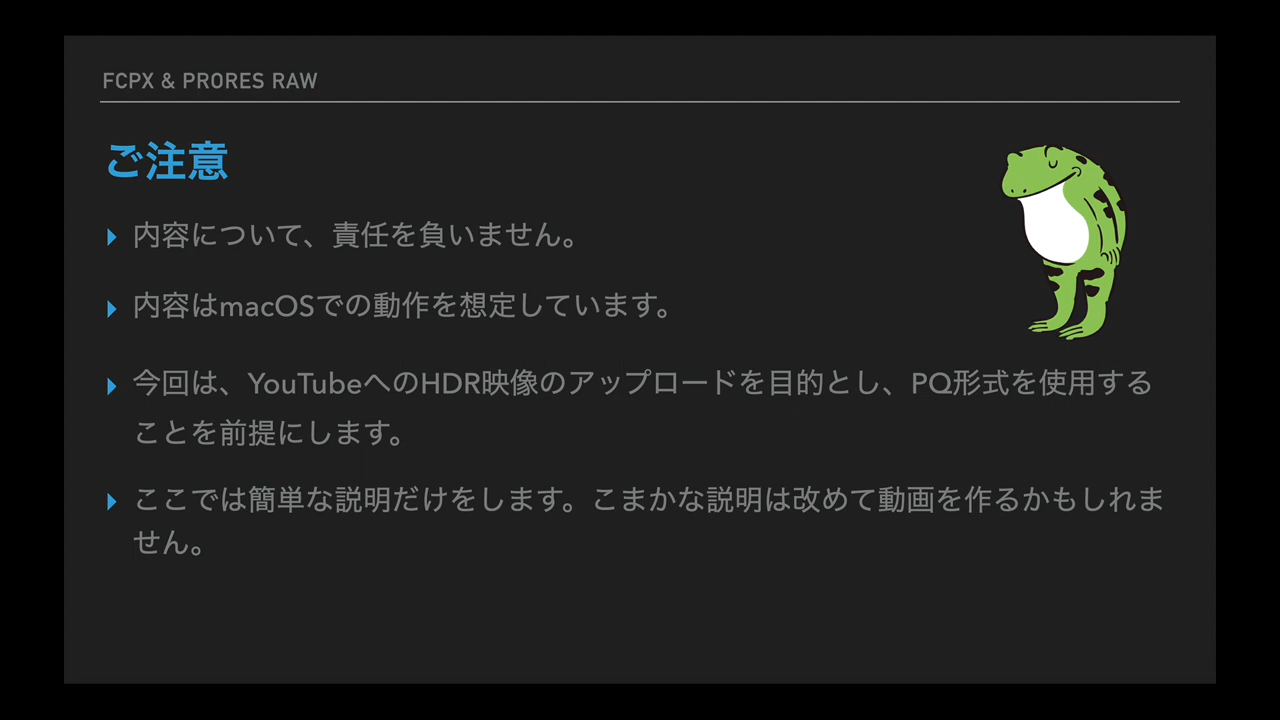 FCPX & PRORES RAW
ご注意
内容について、責任を負いません。
内容はmacOSでの動作を想定しています。
今回は、YouTubeへのHDR映像のアップロードを目的とし、PQ形式を使用する
ことを前提にします。
ここでは簡単な説明だけをします。こまかな説明は改めて動画を作るかもしれま
せん。